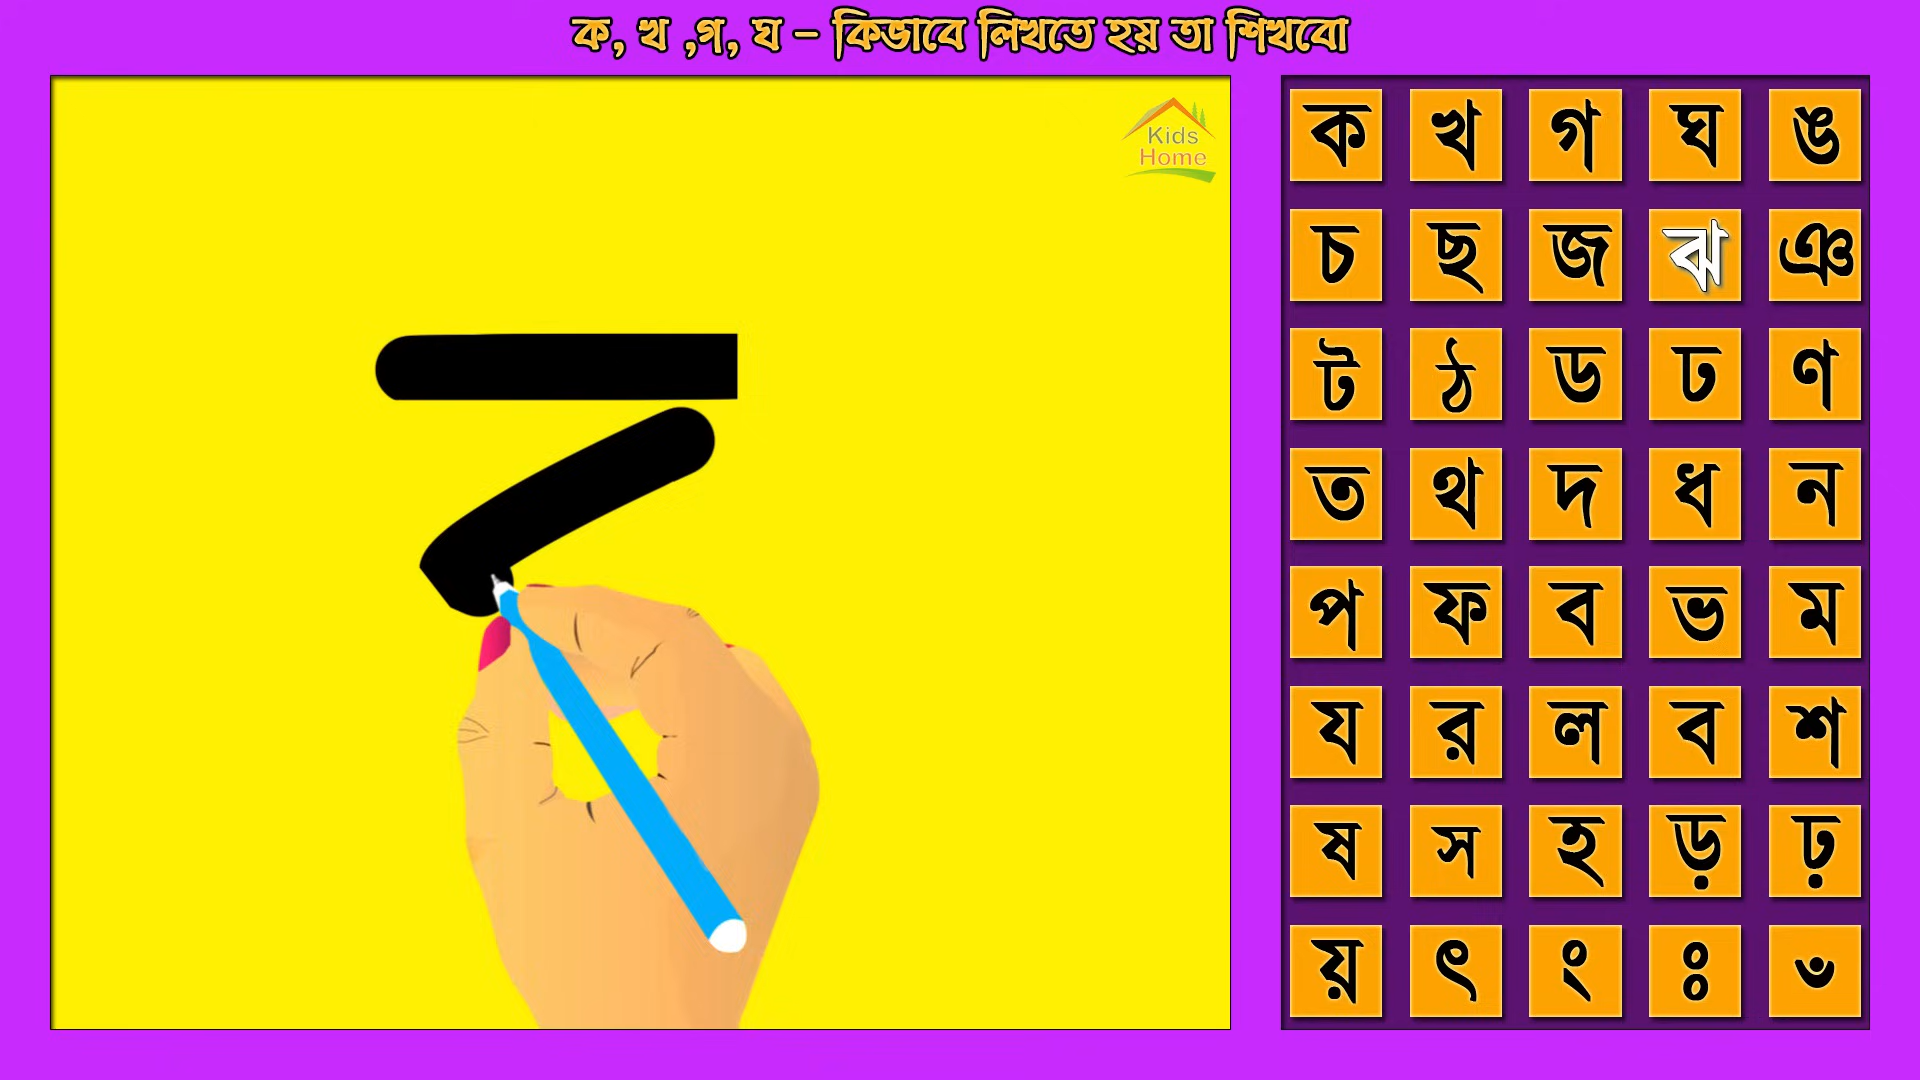 ক, খ ,গ, ঘ – কিভাবে লিখতে হয় তা শিখবো
Kids
Home
ক খ গ ঘ ঙ
চ ছ জ ঝ ঞ
ট ঠ ড ঢ ণ
ত থ দ ধ ন
প ফ ব ভ ম
য র ল ব শ
ষ স হ ড় ঢ়
য় ৎ ং ঃ ঁ